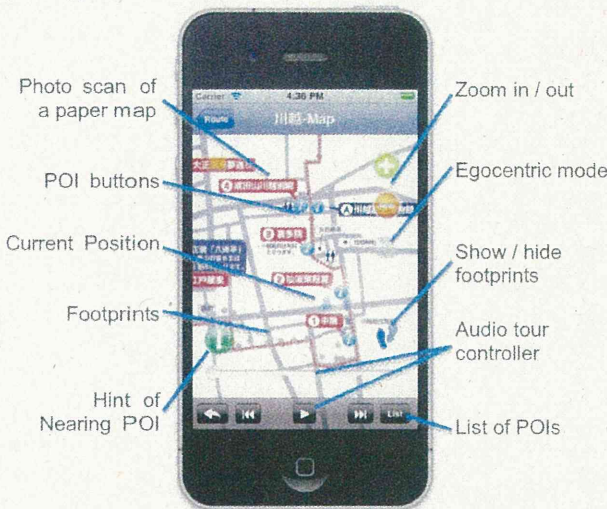 Photo scan of
a paper map
POI buttons
Current Position
Footprints
Hint of
Nearing POI
Carrier
4:36 PM
Route
川越-Map
List
Zoom in / out
Egocentric mode
Show / hide
footprints
Audio tour
controller
List of POIs